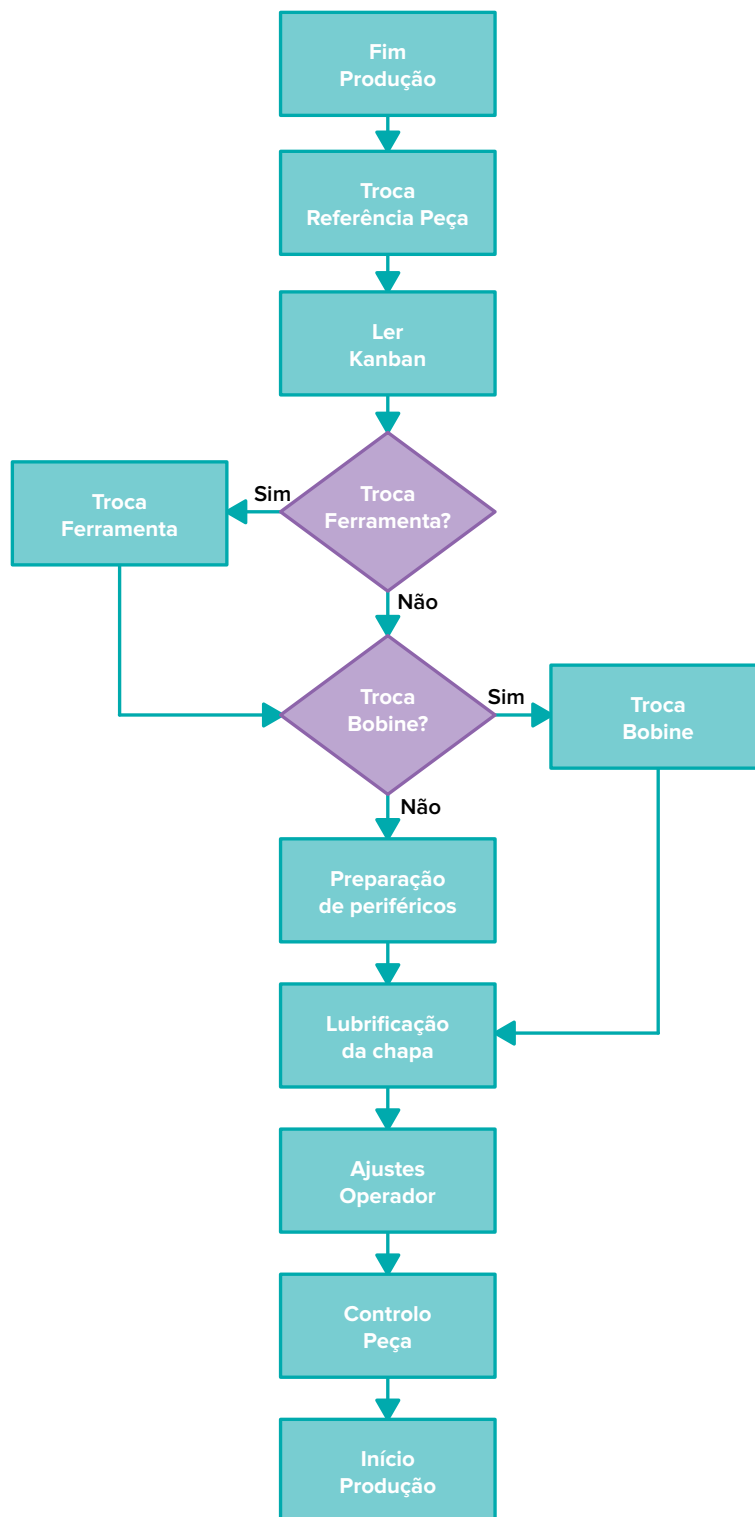 Fim
Produção
Troca
Referência Peça
Ler
Kanban
Troca
Ferramenta
Sim
Troca
Ferramenta?
Não
Troca
Bobine?
Sim
Troca
Bobine
Não
Preparação
de periféricos
Lubrificação
da chapa
Ajustes
Operador
Controlo
Peça
Início
Produção